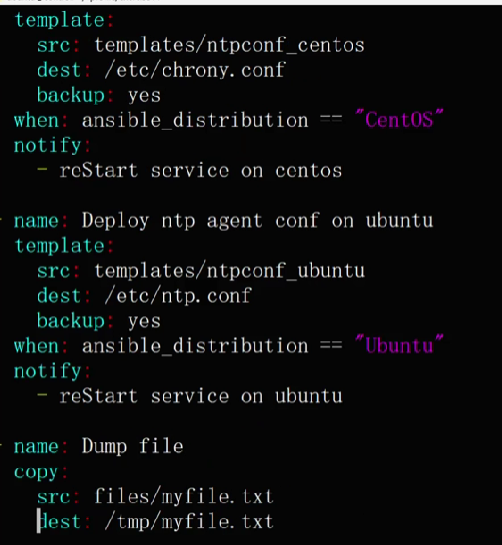 template:
src: templates/ntpconf_centos
dest: /etc/chrony.conf
backup: yes
when: ansible_distribution == "CentOS"
notify:
- reStart service on centos
- name: Deploy ntp agent conf on ubuntu
template:
src: templates/ntpconf_ubuntu
dest: /etc/ntp.conf
backup: yes
when: ansible_distribution == "Ubuntu"
notify:
- reStart service on ubuntu
- name: Dump file
copy:
src: files/myfile.txt
dest: /tmp/myfile.txt